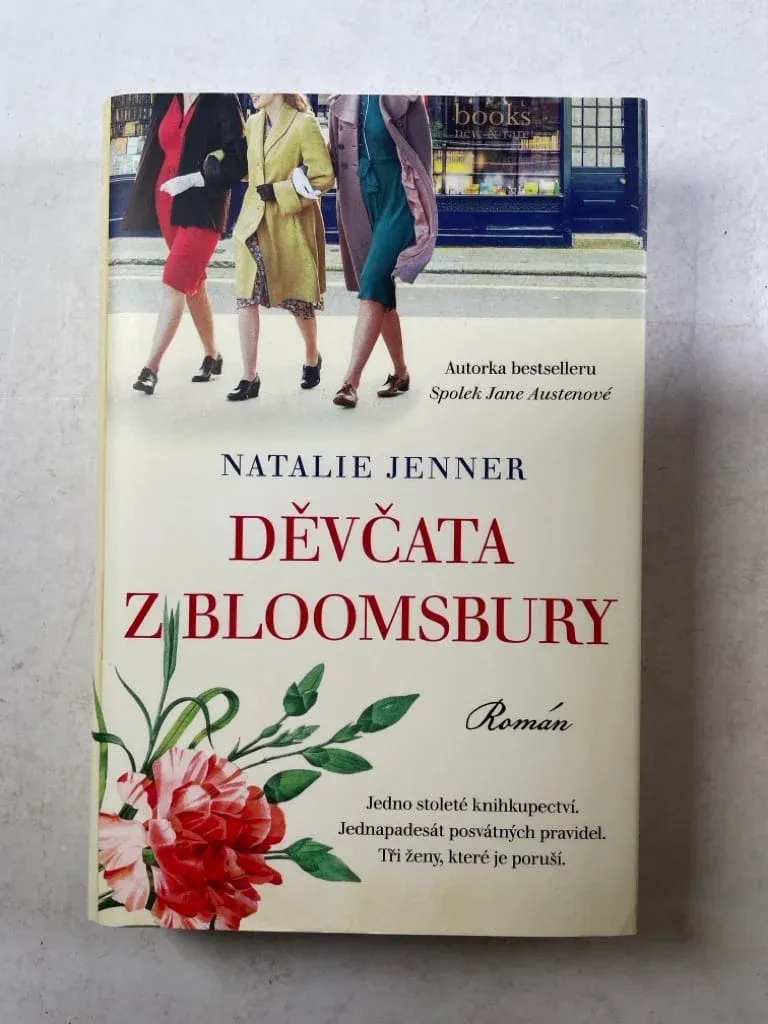 books
new & rare
Autorka bestselleru
Spolek Jane Austenové
NATALIE JENNER
DĚVČATA
Z BLOOMSBURY
Román
Jedno stoleté knihkupectví.
Jednapadesát posvátných pravidel.
Tři ženy, které je poruší.